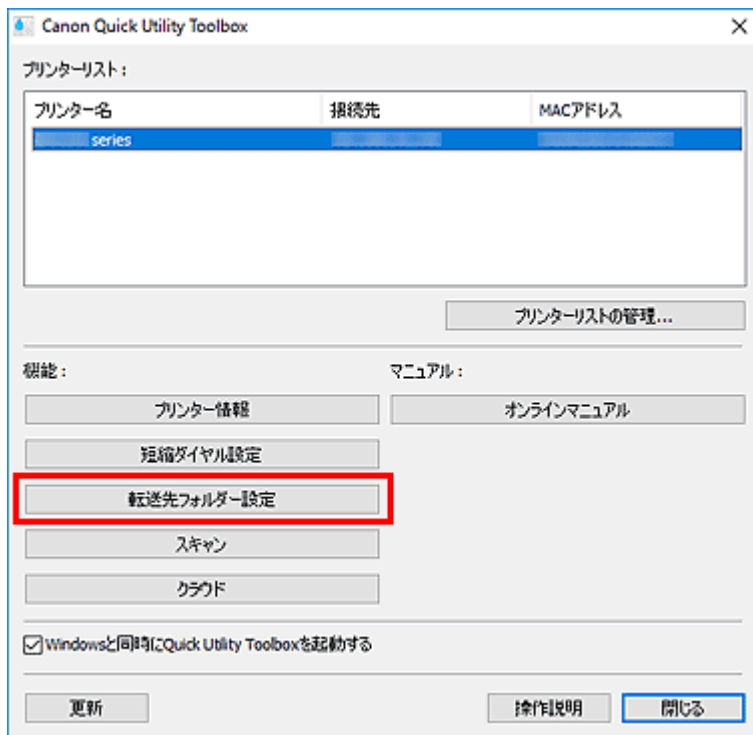 Canon Quick Utility Toolbox
プリンターリスト：
プリンター名 接続先 MACアドレス
series
プリンターリストの管理...
機能： マニュアル：
プリンター情報 オンラインマニュアル
短縮ダイヤル設定
転送先フォルダー設定
スキャン
クラウド
Windowsと同時にQuick Utility Toolboxを起動する
更新 操作説明 閉じる